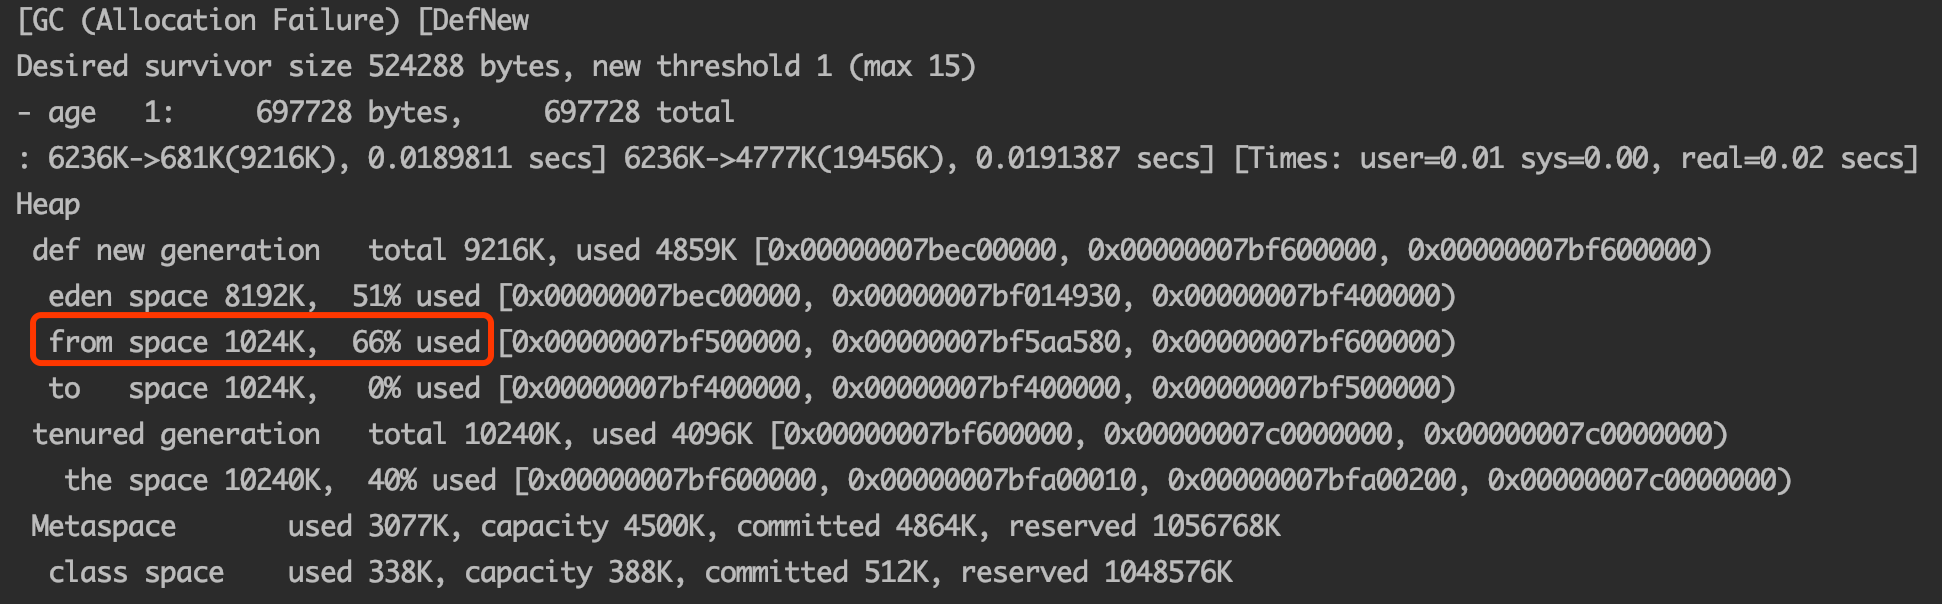 [GC (Allocation Failure) [DefNew
Desired survivor size 524288 bytes, new threshold 1 (max 15)
- age   1:     697728 bytes,     697728 total
: 6236K->681K(9216K), 0.0189811 secs] 6236K->4777K(19456K), 0.0191387 secs] [Times: user=0.01 sys=0.00, real=0.02 secs]
Heap
 def new generation   total 9216K, used 4859K [0x00000007bec00000, 0x00000007bf600000, 0x00000007bf600000)
  eden space 8192K,  51% used [0x00000007bec00000, 0x00000007bf014930, 0x00000007bf400000)
  from space 1024K,  66% used [0x00000007bf500000, 0x00000007bf5aa580, 0x00000007bf600000)
  to   space 1024K,   0% used [0x00000007bf400000, 0x00000007bf400000, 0x00000007bf500000)
 tenured generation   total 10240K, used 4096K [0x00000007bf600000, 0x00000007c0000000, 0x00000007c0000000)
   the space 10240K,  40% used [0x00000007bf600000, 0x00000007bfa00010, 0x00000007bfa00200, 0x00000007c0000000)
 Metaspace       used 3077K, capacity 4500K, committed 4864K, reserved 1056768K
  class space    used 338K, capacity 388K, committed 512K, reserved 1048576K